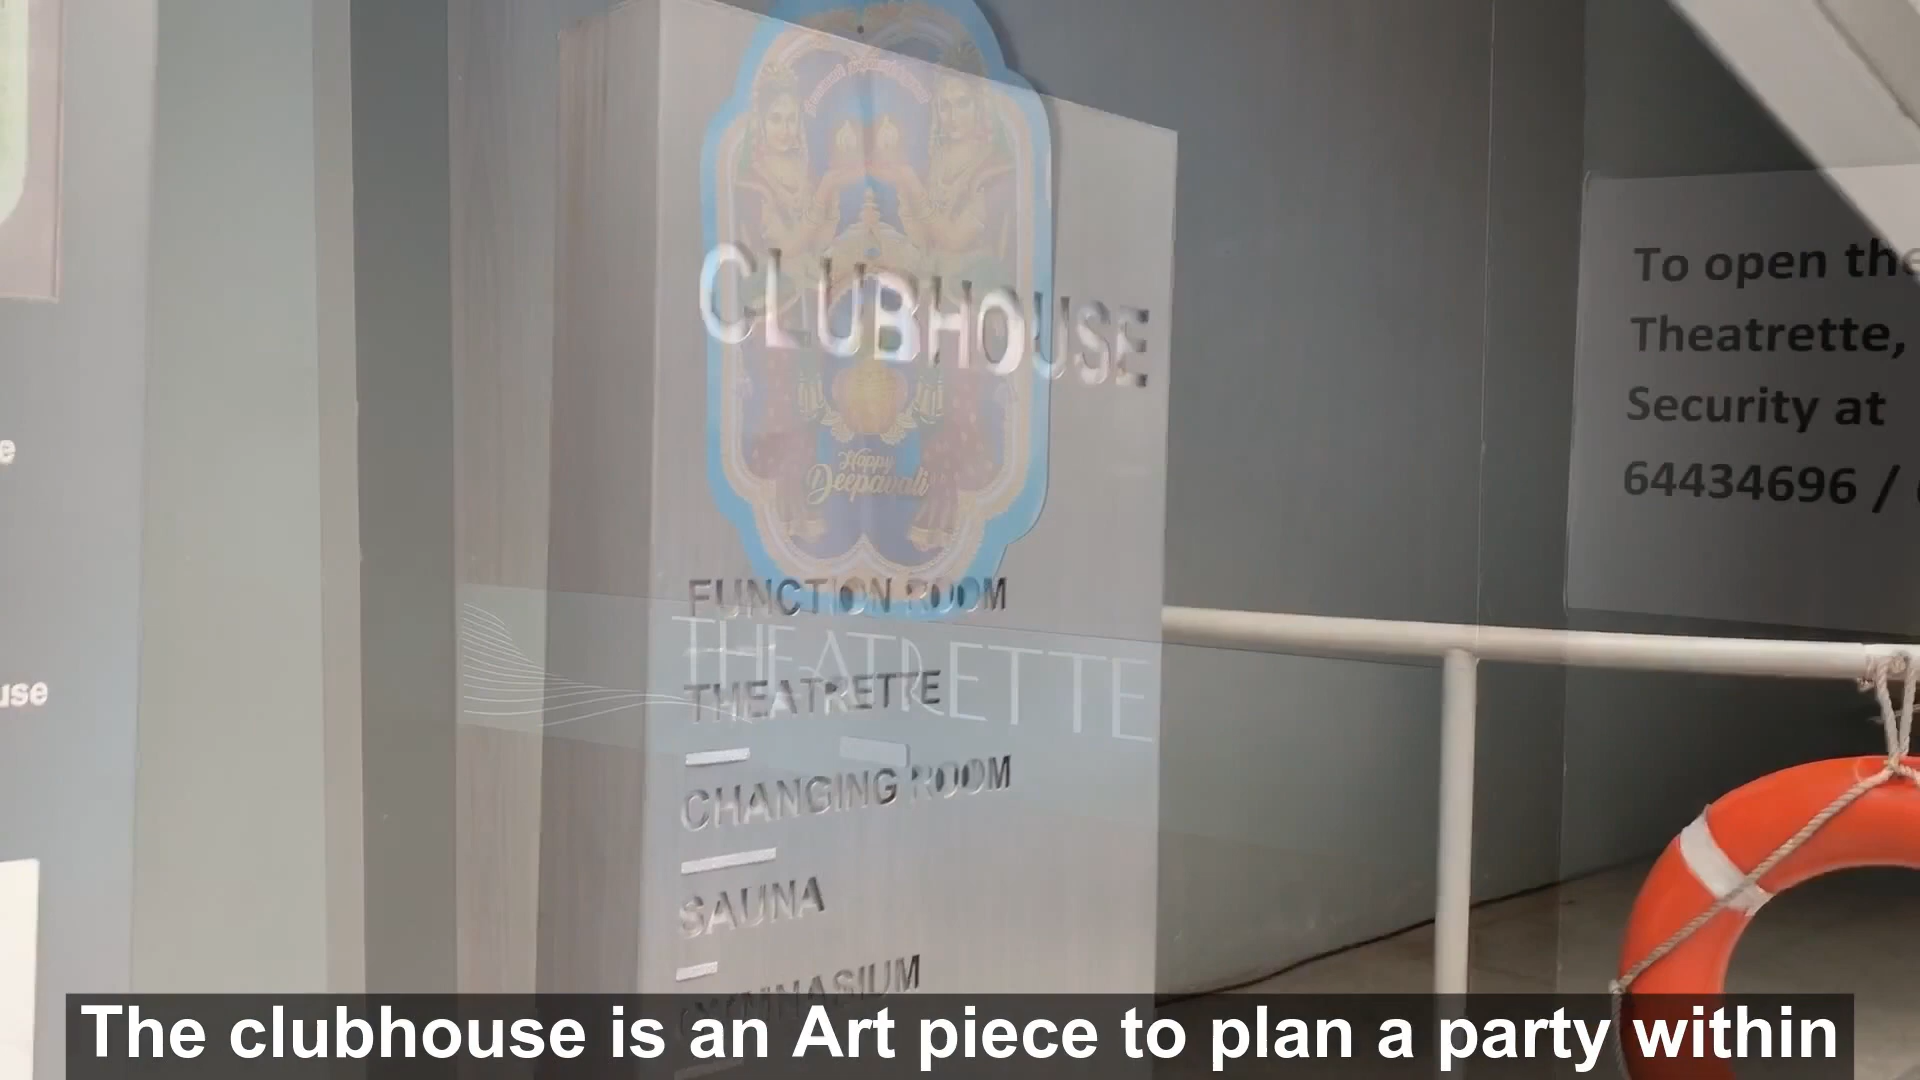 CLUBHOUSE
Happy
Deepavali
FUNCTION ROOM
THEATRETTE
THEATRETTE
CHANGING ROOM
SAUNA
GYMNASIUM
To open the
Theatrette,
Security at
64434696 /
The clubhouse is an Art piece to plan a party within